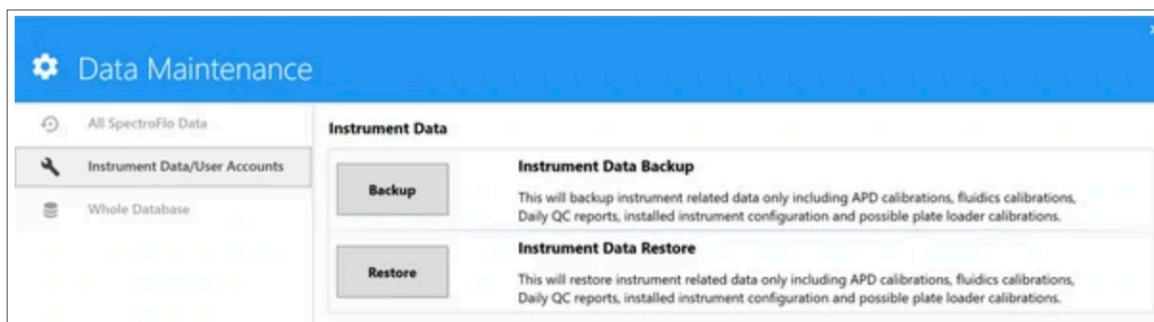 Data Maintenance
All SpectroFlo Data
Instrument Data/User Accounts
Whole Database
Instrument Data
Backup
Instrument Data Backup
This will backup instrument related data only including APD calibrations, fluidics calibrations,
Daily QC reports, installed instrument configuration and possible plate loader calibrations.
Restore
Instrument Data Restore
This will restore instrument related data only including APD calibrations, fluidics calibrations,
Daily QC reports, installed instrument configuration and possible plate loader calibrations.